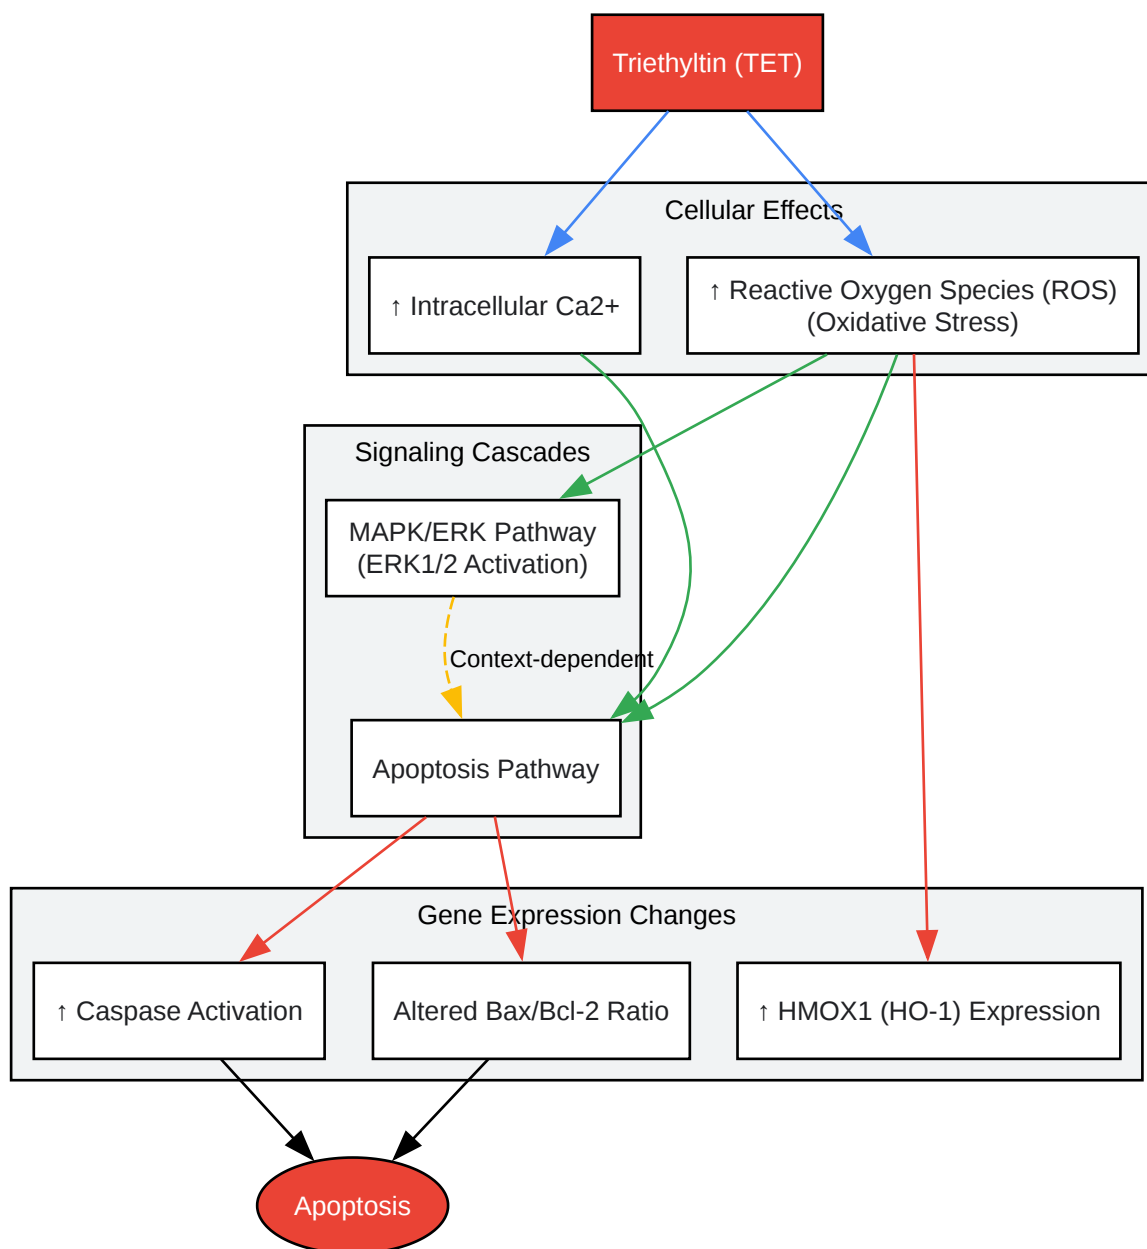 Triethyltin (TET)
Cellular Effects
↑ Intracellular Ca2+
↑ Reactive Oxygen Species (ROS)
(Oxidative Stress)
Signaling Cascades
MAPK/ERK Pathway
(ERK1/2 Activation)
Context-dependent
Apoptosis Pathway
Gene Expression Changes
↑ Caspase Activation
Altered Bax/Bcl-2 Ratio
↑ HMOX1 (HO-1) Expression
Apoptosis